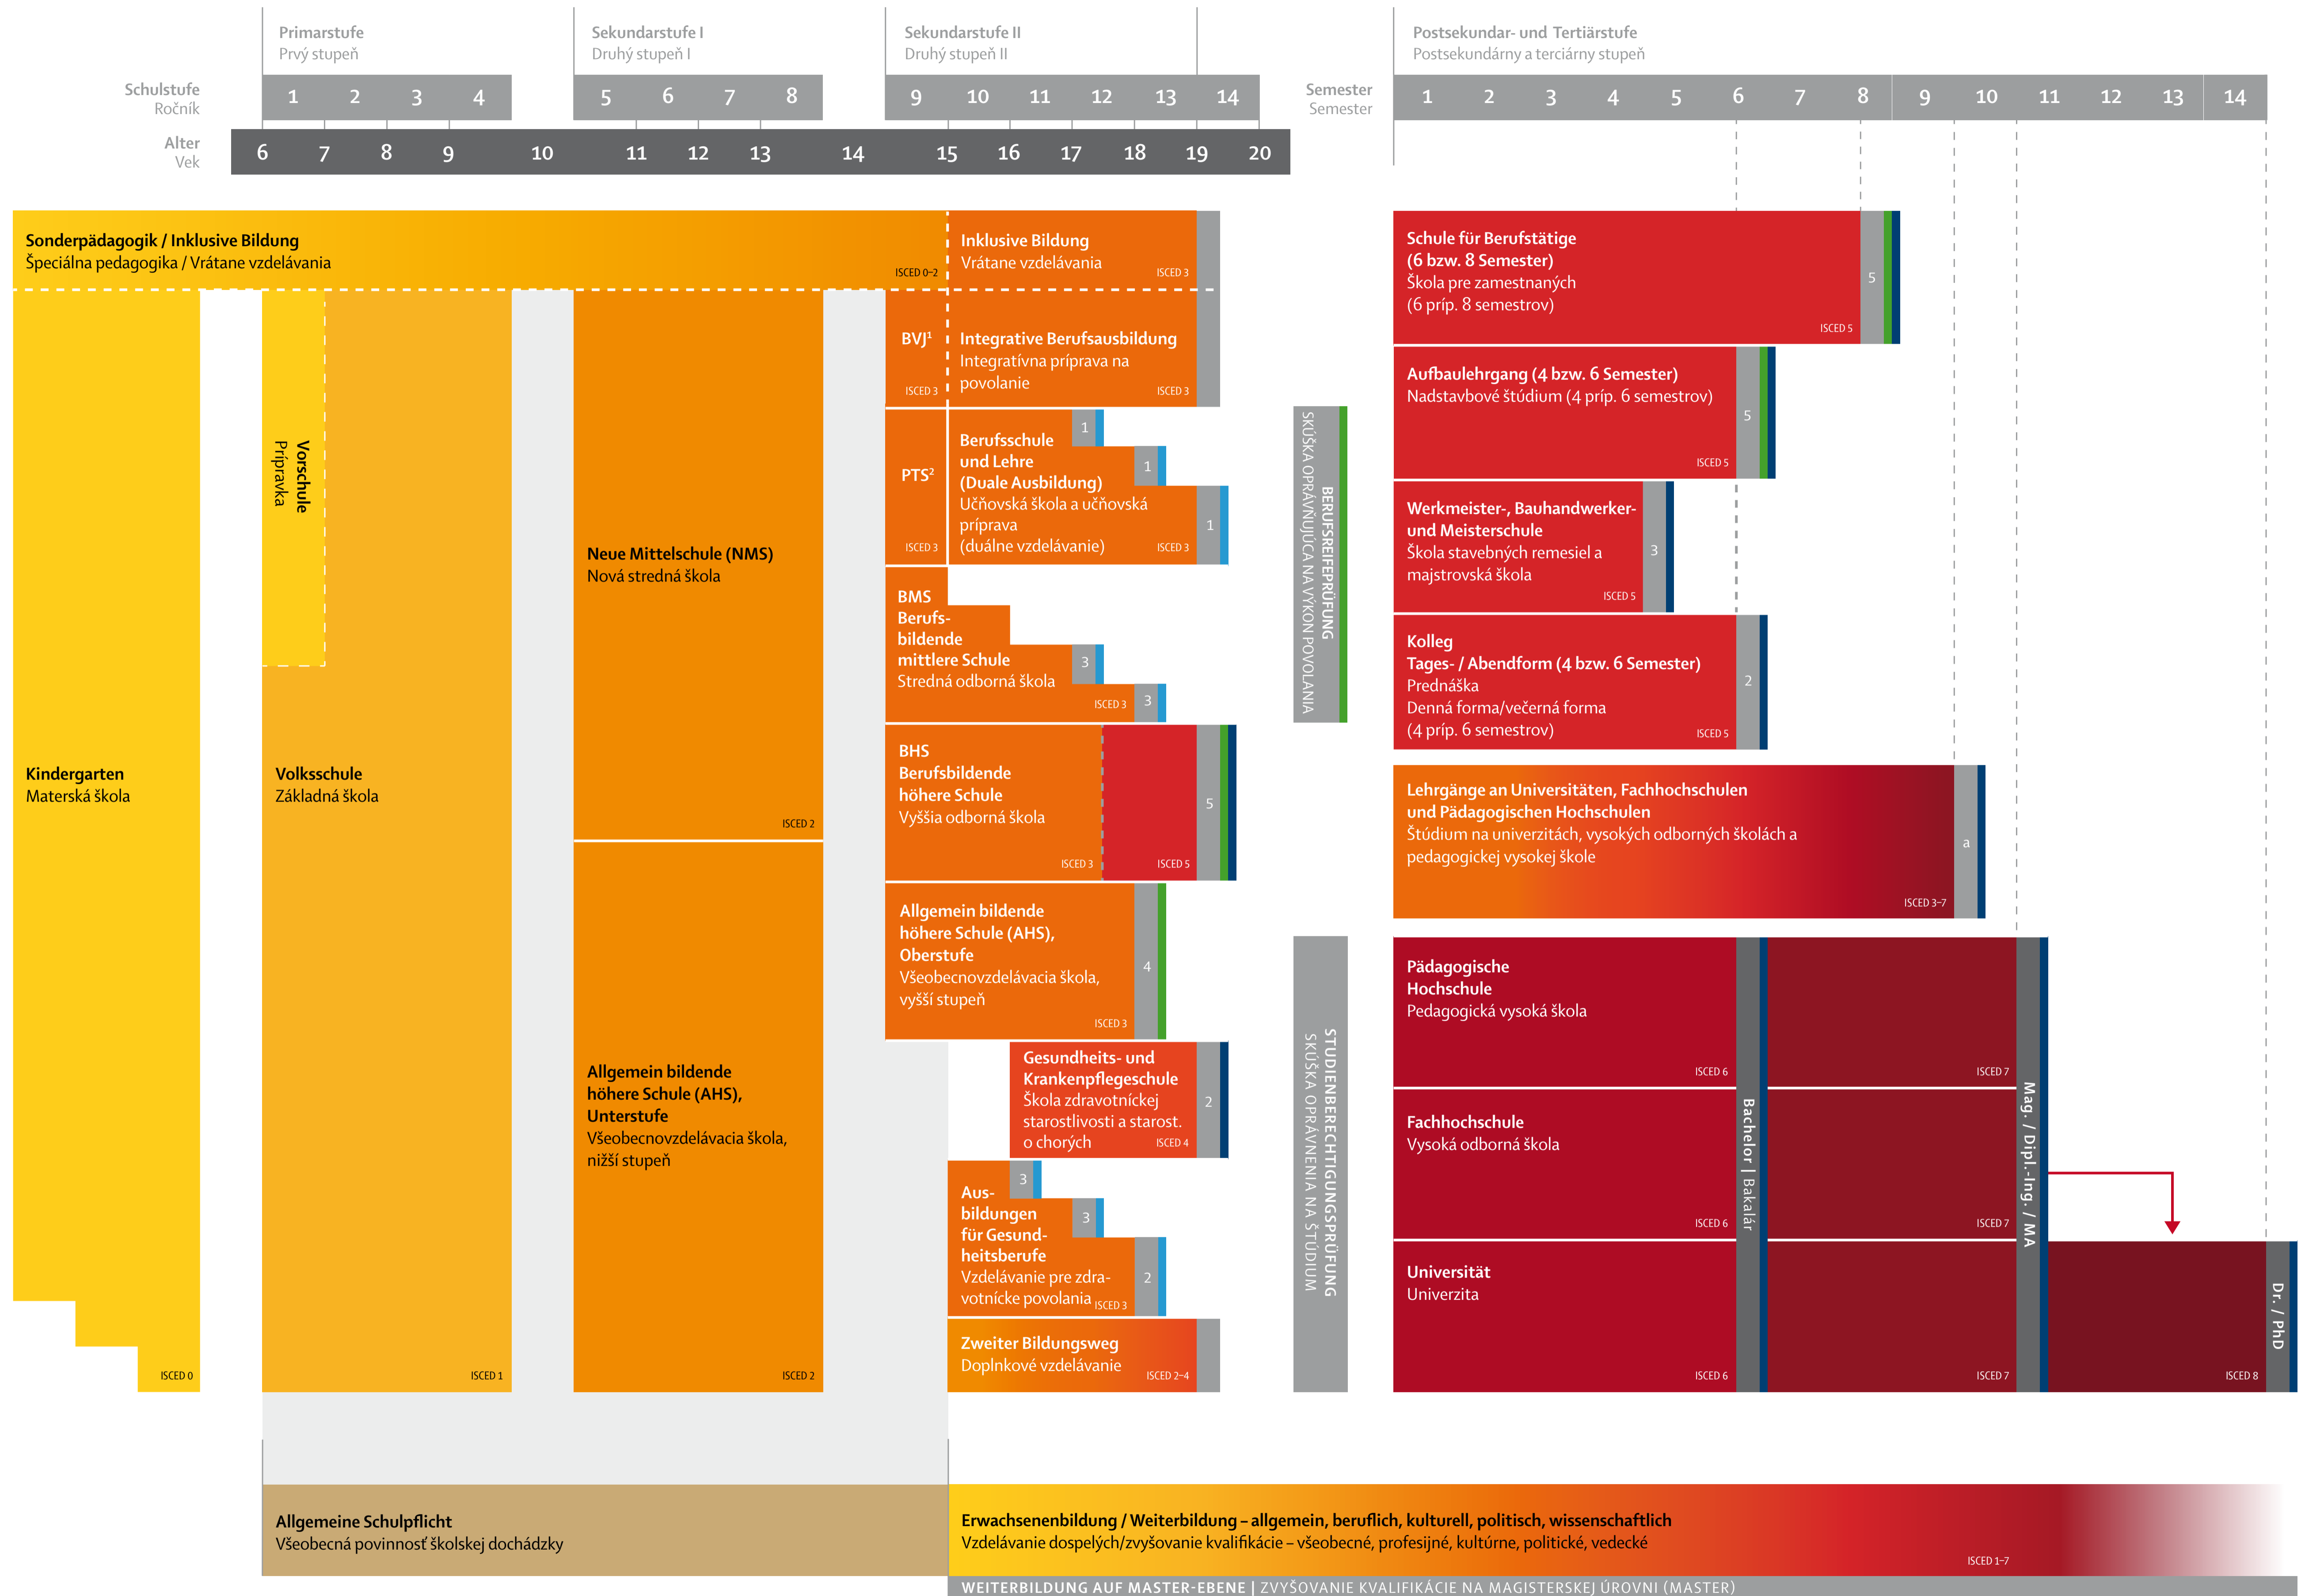 Primarstufe
Prvý stupeň
Sekundarstufe I
Druhý stupeň I
Sekundarstufe II
Druhý stupeň II
Postsekundar- und Tertiärstufe
Postsekundárny a terciárny stupeň
Schulstufe
Ročník
1 2 3 4 5 6 7 8 9 10 11 12 13 14
Semester
Semester
1 2 3 4 5 6 7 8 9 10 11 12 13 14
Alter
Vek
6 7 8 9 10 11 12 13 14 15 16 17 18 19 20
Sonderpädagogik / Inklusive Bildung
Špeciálna pedagogika / Vrátane vzdelávania
ISCED 0–2
Inklusive Bildung
Vrátane vzdelávania
ISCED 3
Kindergarten
Materská škola
ISCED 0
Vorschule
Prípravka
Volksschule
Základná škola
ISCED 1
Neue Mittelschule (NMS)
Nová stredná škola
ISCED 2
Allgemein bildende
höhere Schule (AHS),
Unterstufe
Všeobecnovzdelávacia škola,
nižší stupeň
ISCED 2
BVJ¹
ISCED 3
Integrative Berufsausbildung
Integratívna príprava na
povolanie
ISCED 3
PTS²
ISCED 3
Berufsschule
und Lehre
(Duale Ausbildung)
Učňovská škola a učňovská
príprava
(duálne vzdelávanie)
ISCED 3
1
1
1
BMS
Berufs-
bildende
mittlere Schule
Stredná odborná škola
ISCED 3
3
3
BHS
Berufsbildende
höhere Schule
Vyššia odborná škola
ISCED 3
ISCED 5
5
Allgemein bildende
höhere Schule (AHS),
Oberstufe
Všeobecnovzdelávacia škola,
vyšší stupeň
ISCED 3
4
Gesundheits- und
Krankenpflegeschule
Škola zdravotníckej
starostlivosti a starost.
o chorých
ISCED 4
2
Aus-
bildungen
für Gesund-
heitsberufe
Vzdelávanie pre zdra-
votnícke povolania
ISCED 3
3
3
2
Zweiter Bildungsweg
Doplnkové vzdelávanie
ISCED 2–4
BERUFSREIFEPRÜFUNG
SKÚŠKA OPRÁVŇUJÚCA NA VÝKON POVOLANIA
STUDIENBERECHTIGUNGSPRÜFUNG
SKÚŠKA OPRÁVNENIA NA ŠTÚDIUM
Schule für Berufstätige
(6 bzw. 8 Semester)
Škola pre zamestnaných
(6 príp. 8 semestrov)
ISCED 5
5
Aufbaulehrgang (4 bzw. 6 Semester)
Nadstavbové štúdium (4 príp. 6 semestrov)
ISCED 5
5
Werkmeister-, Bauhandwerker-
und Meisterschule
Škola stavebných remesiel a
majstrovská škola
ISCED 5
3
Kolleg
Tages- / Abendform (4 bzw. 6 Semester)
Prednáška
Denná forma/večerná forma
(4 príp. 6 semestrov)
ISCED 5
2
Lehrgänge an Universitäten, Fachhochschulen
und Pädagogischen Hochschulen
Štúdium na univerzitách, vysokých odborných školách a
pedagogickej vysokej škole
ISCED 3–7
a
Pädagogische
Hochschule
Pedagogická vysoká škola
ISCED 6
ISCED 7
Fachhochschule
Vysoká odborná škola
ISCED 6
ISCED 7
Universität
Univerzita
ISCED 6
ISCED 7
ISCED 8
Bachelor | Bakalár
Mag. / Dipl.-Ing. / MA
Dr. / PhD
Allgemeine Schulpflicht
Všeobecná povinnosť školskej dochádzky
Erwachsenenbildung / Weiterbildung – allgemein, beruflich, kulturell, politisch, wissenschaftlich
Vzdelávanie dospelých/zvyšovanie kvalifikácie – všeobecné, profesijné, kultúrne, politické, vedecké
ISCED 1–7
WEITERBILDUNG AUF MASTER-EBENE | ZVYŠOVANIE KVALIFIKÁCIE NA MAGISTERSKEJ ÚROVNI (MASTER)